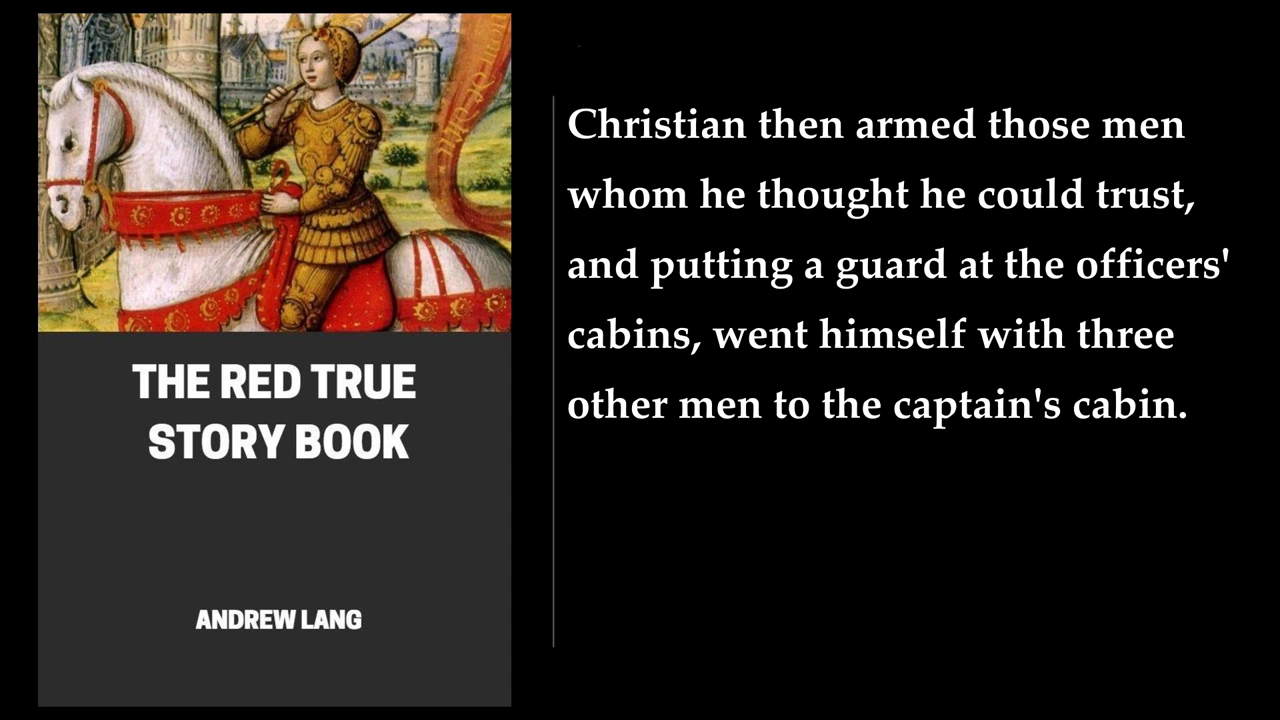 THE RED TRUE
STORY BOOK
ANDREW LANG
Christian then armed those men
whom he thought he could trust,
and putting a guard at the officers'
cabins, went himself with three
other men to the captain's cabin.